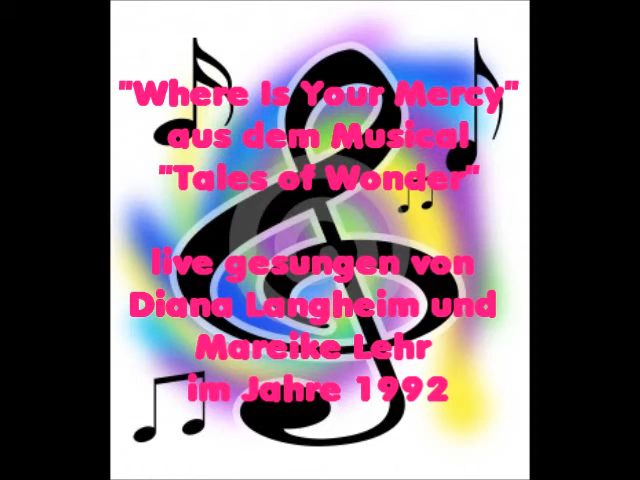 "Where Is Your Mercy"
aus dem Musical
"Tales of Wonder"
live gesungen von
Diana Langheim und
Mareike Lehr
im Jahre 1992